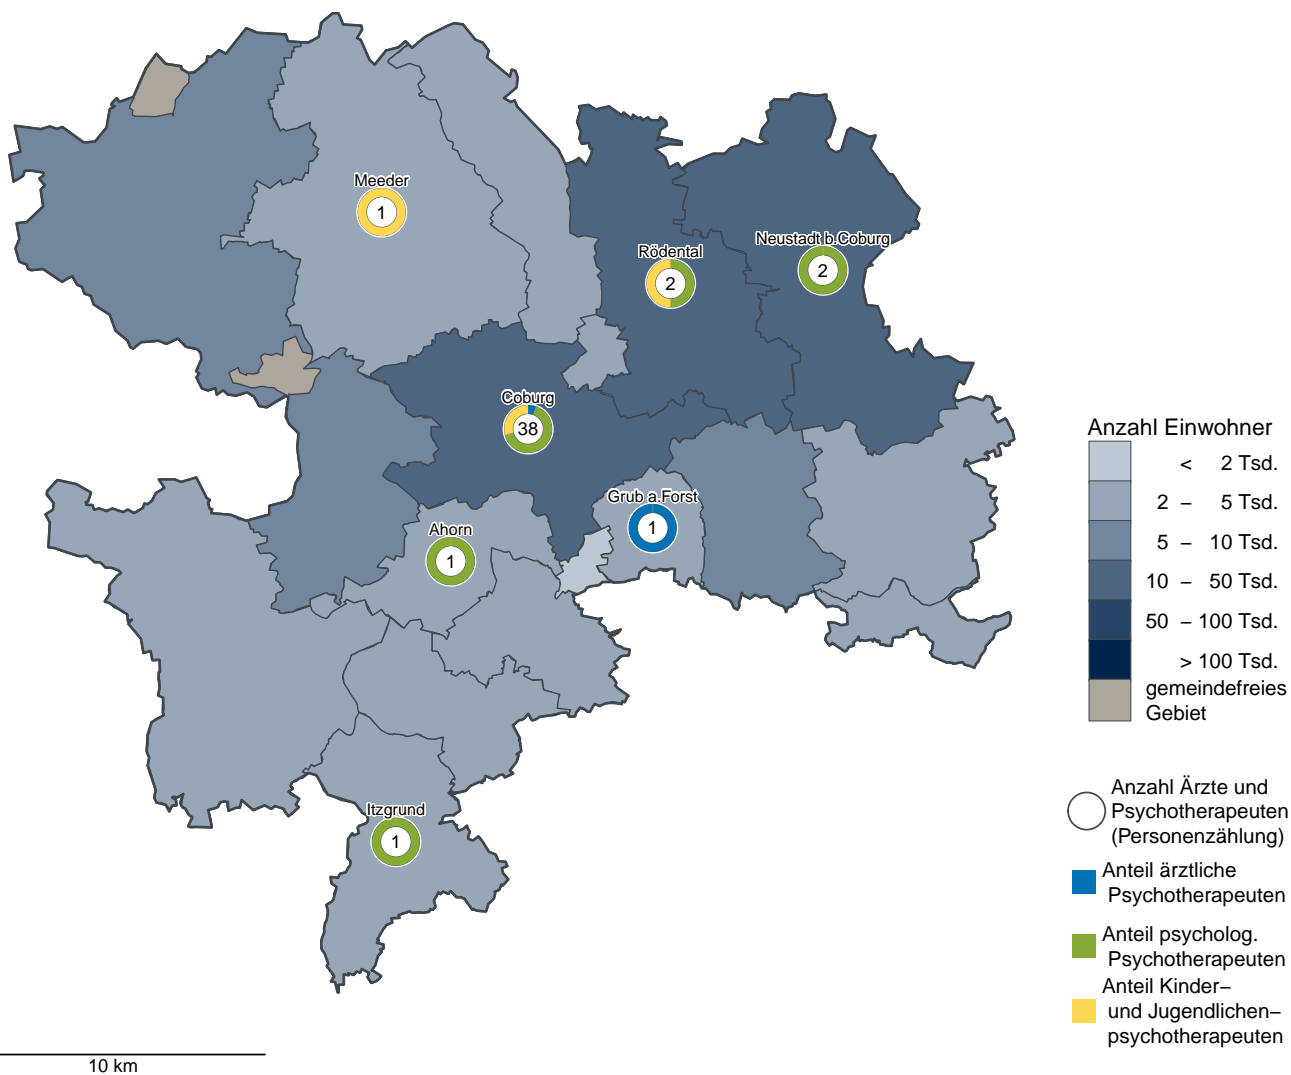 Meeder
1
Rödental
2
Neustadt b.Coburg
2
Coburg
38
Grub a.Forst
1
Ahorn
1
Itzgrund
1
10 km
Anzahl Einwohner
< 2 Tsd.
2 – 5 Tsd.
5 – 10 Tsd.
10 – 50 Tsd.
50 – 100 Tsd.
> 100 Tsd.
gemeindefreies
Gebiet
Anzahl Ärzte und
Psychotherapeuten
(Personenzählung)
Anteil ärztliche
Psychotherapeuten
Anteil psycholog.
Psychotherapeuten
Anteil Kinder–
und Jugendlichen–
psychotherapeuten